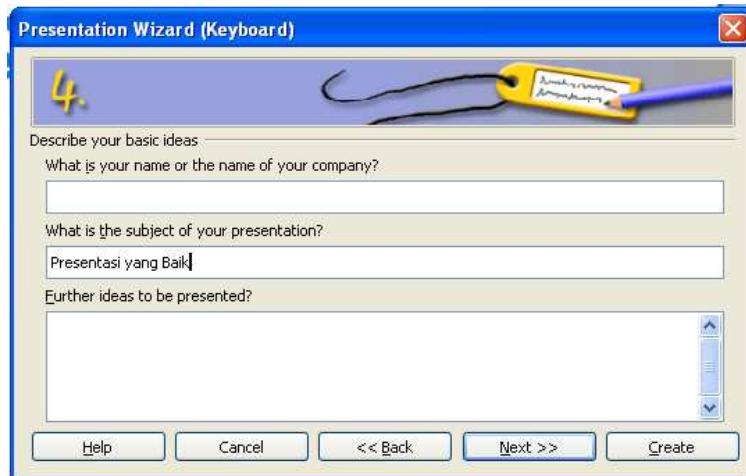 Presentation Wizard (Keyboard)
4.
Describe your basic ideas
What is your name or the name of your company?
What is the subject of your presentation?
Presentasi yang Baik
Further ideas to be presented?
Help
Cancel
<< Back
Next >>
Create